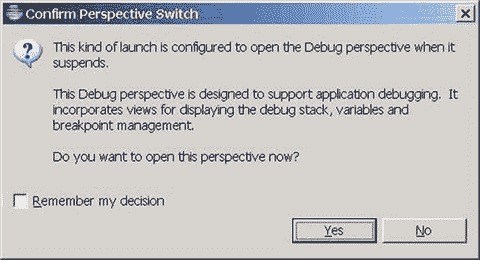 Confirm Perspective Switch
This kind of launch is configured to open the Debug perspective when it
suspends.
This Debug perspective is designed to support application debugging.  It
incorporates views for displaying the debug stack, variables and
breakpoint management.
Do you want to open this perspective now?
Remember my decision
Yes
No